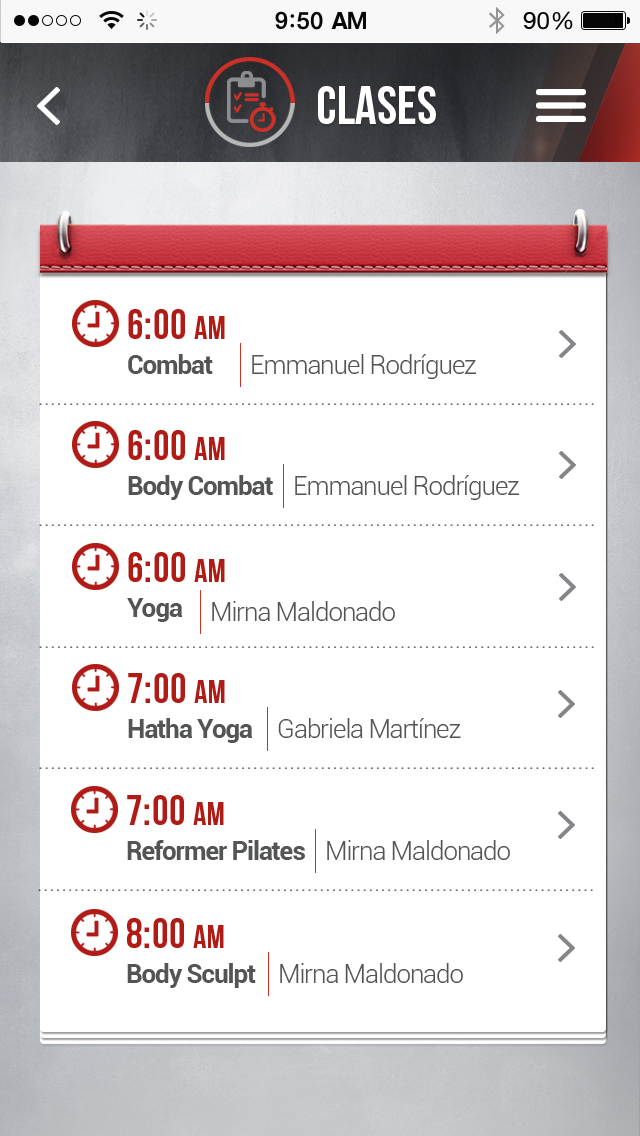 9:50 AM 90%
CLASES
6:00 AM
Combat Emmanuel Rodríguez
6:00 AM
Body Combat Emmanuel Rodríguez
6:00 AM
Yoga Mirna Maldonado
7:00 AM
Hatha Yoga Gabriela Martínez
7:00 AM
Reformer Pilates Mirna Maldonado
8:00 AM
Body Sculpt Mirna Maldonado